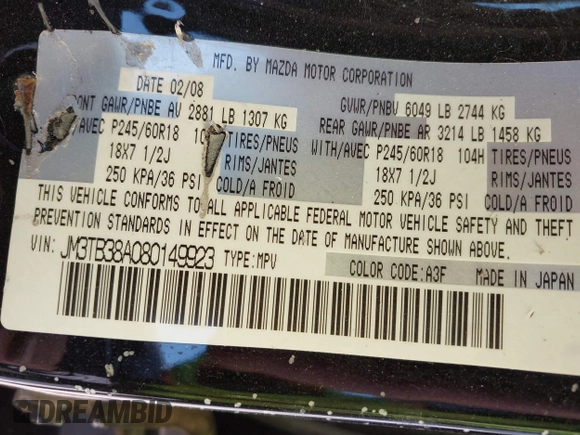 MFD. BY MAZDA MOTOR CORPORATION
DATE 02/08
GVWR/PNBV 6049 LB 2744 KG
FRONT GAWR/PNBE AV 2881 LB 1307 KG
REAR GAWR/PNBE AR 3214 LB 1458 KG
/AVEC P245/60R18 104 TIRES/PNEUS
WITH/AVEC P245/60R18 104H TIRES/PNEUS
18X7 1/2J RIMS/JANTES
18X7 1/2J RIMS/JANTES
250 KPA/36 PSI COLD/A FROID
250 KPA/36 PSI COLD/A FROID
THIS VEHICLE CONFORMS TO ALL APPLICABLE FEDERAL MOTOR VEHICLE SAFETY AND THEFT
PREVENTION STANDARDS IN EFFECT ON THE DATE OF MANUFACTURE SHOWN ABOVE.
VIN: JM3TB38A080149923 TYPE:MPV
COLOR CODE:A3F MADE IN JAPAN
DREAMBID